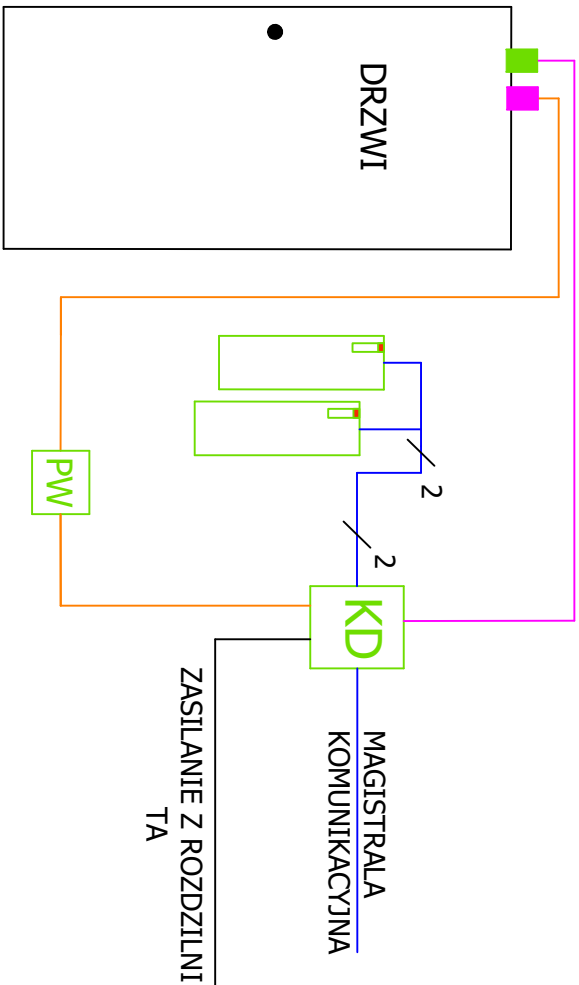 DRZWI
2
2
PW
KD
MAGISTRALA
KOMUNIKACYJNA
ZASILANIE Z ROZDZILNI
TA